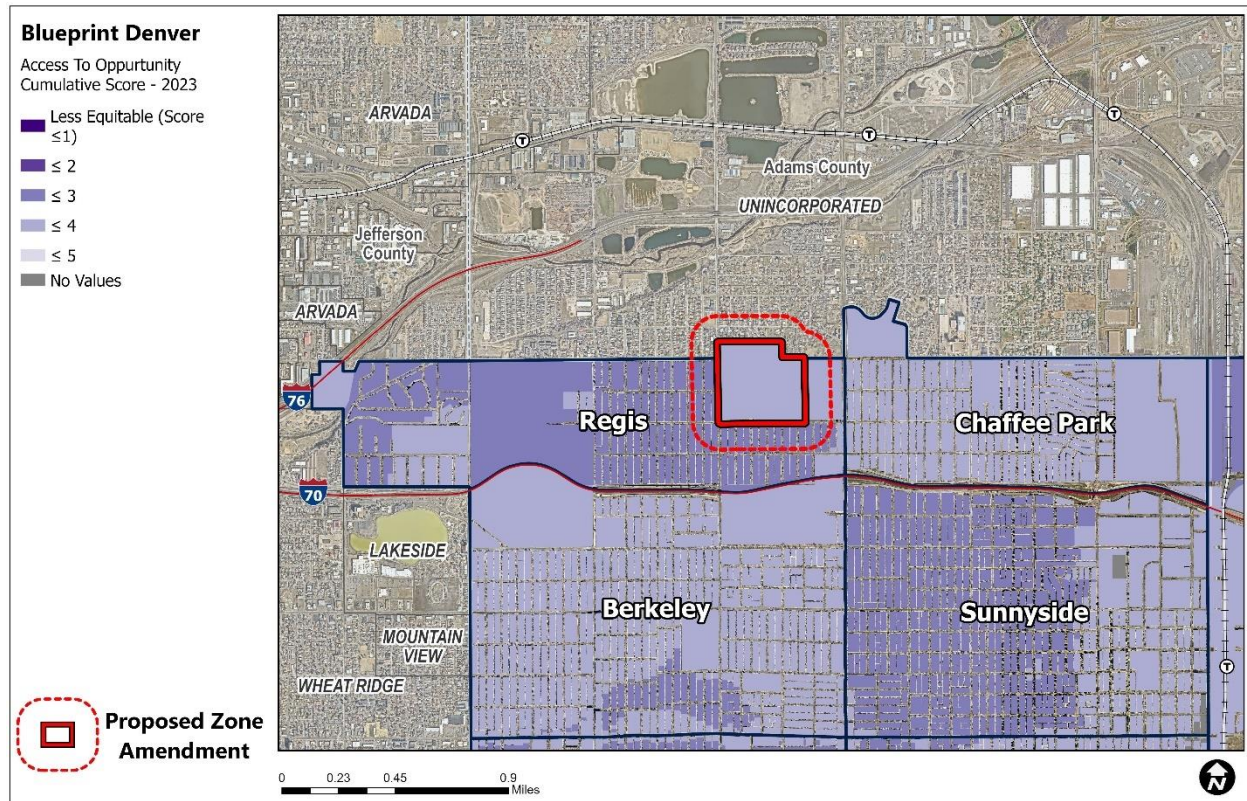 Blueprint Denver
Access To Oppurtunity
Cumulative Score - 2023
Less Equitable (Score
≤1)
≤ 2
≤ 3
≤ 4
≤ 5
No Values
ARVADA
T
T
T
Adams County
UNINCORPORATED
Jefferson
County
ARVADA
76
Regis
Chaffee Park
70
LAKESIDE
Berkeley
Sunnyside
MOUNTAIN
VIEW
T
WHEAT RIDGE
Proposed Zone
Amendment
0 0.23 0.45 0.9
Miles
N